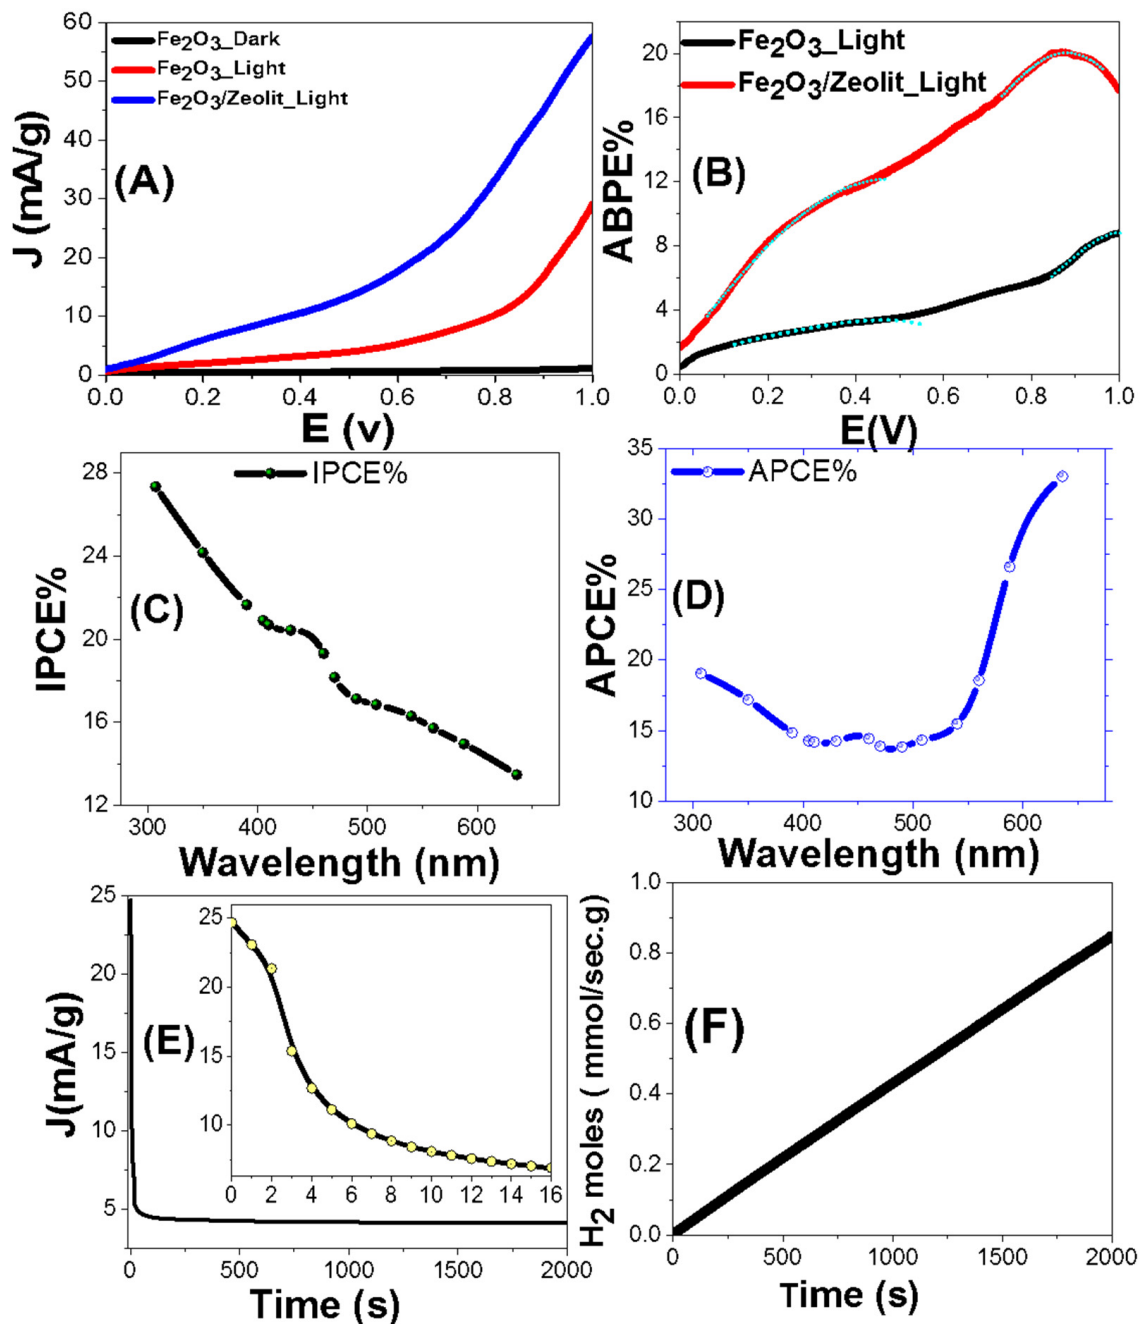 60
50
40
30
20
10
0
J (mA/g)
Fe2O3_Dark
Fe2O3_Light
Fe2O3/Zeolit_Light
(A)
0.0 0.2 0.4 0.6 0.8 1.0
E (v)
20
16
12
8
4
0
ABPE%
Fe2O3_Light
Fe2O3/Zeolit_Light
(B)
0.0 0.2 0.4 0.6 0.8 1.0
E(V)
28
24
20
16
12
IPCE%
IPCE%
(C)
300 400 500 600
Wavelength (nm)
35
30
25
20
15
10
APCE%
APCE%
(D)
300 400 500 600
Wavelength (nm)
25
20
15
10
5
J(mA/g)
(E)
25
20
15
10
0 2 4 6 8 10 12 14 16
0 500 1000 1500 2000
Time (s)
1.0
0.8
0.6
0.4
0.2
0.0
H2 moles ( mmol/sec.g)
(F)
0 500 1000 1500 2000
Time (s)